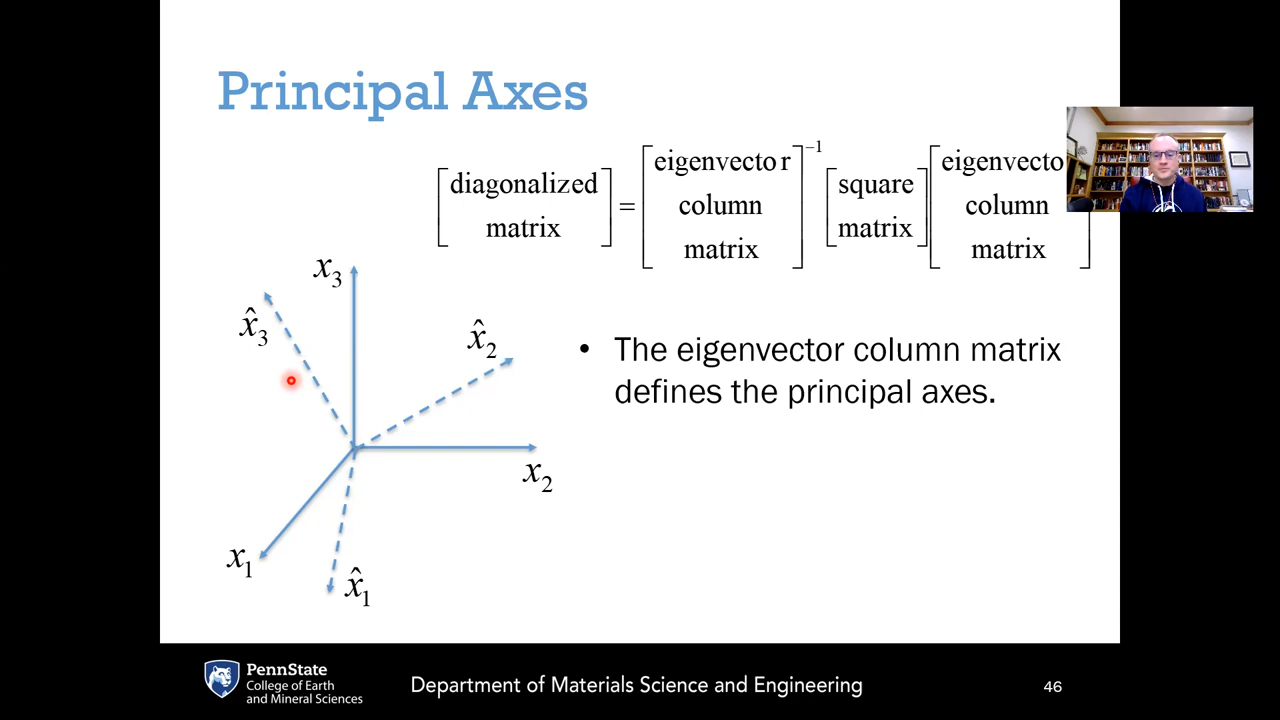 Principal Axes
[diagonalized matrix] = [eigenvecto r column matrix]⁻¹ [square matrix] [eigenvecto column matrix]
x₃
x̂₃
x̂₂
• The eigenvector column matrix
defines the principal axes.
x₂
x₁
x̂₁
PennState
College of Earth
and Mineral Sciences
Department of Materials Science and Engineering
46